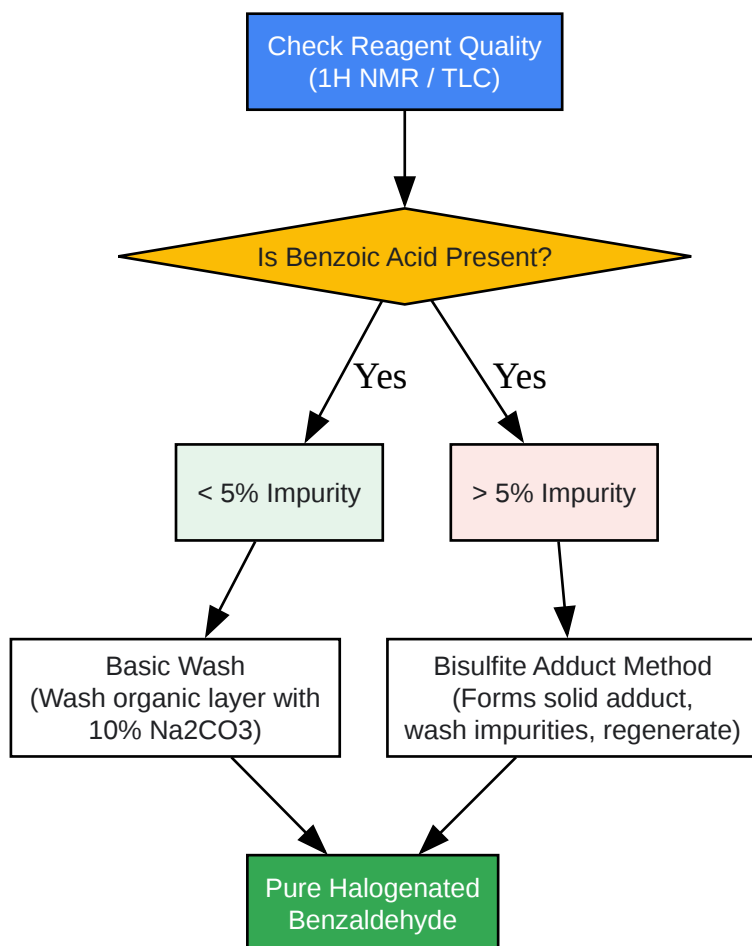 Check Reagent Quality
(1H NMR / TLC)
Is Benzoic Acid Present?
Yes
Yes
< 5% Impurity
> 5% Impurity
Basic Wash
(Wash organic layer with
10% Na2CO3)
Bisulfite Adduct Method
(Forms solid adduct,
wash impurities, regenerate)
Pure Halogenated
Benzaldehyde